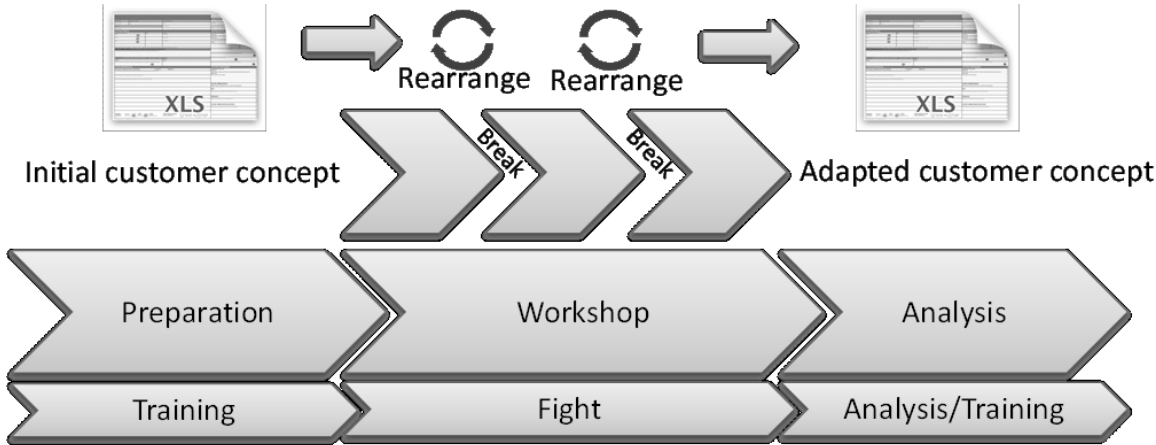 XLS
Rearrange
Rearrange
XLS
Initial customer concept
Break
Break
Adapted customer concept
Preparation
Workshop
Analysis
Training
Fight
Analysis/Training